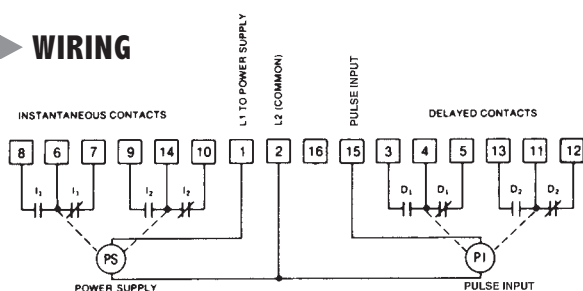 WIRING
L1 TO POWER SUPPLY
L2 (COMMON)
PULSE INPUT
INSTANTANEOUS CONTACTS
DELAYED CONTACTS
8 6 7 9 14 10 1 2 16 15 3 4 5 13 11 12
I₁ I₁ I₂ I₂ D₁ D₁ D₂ D₂
PS PI
POWER SUPPLY PULSE INPUT